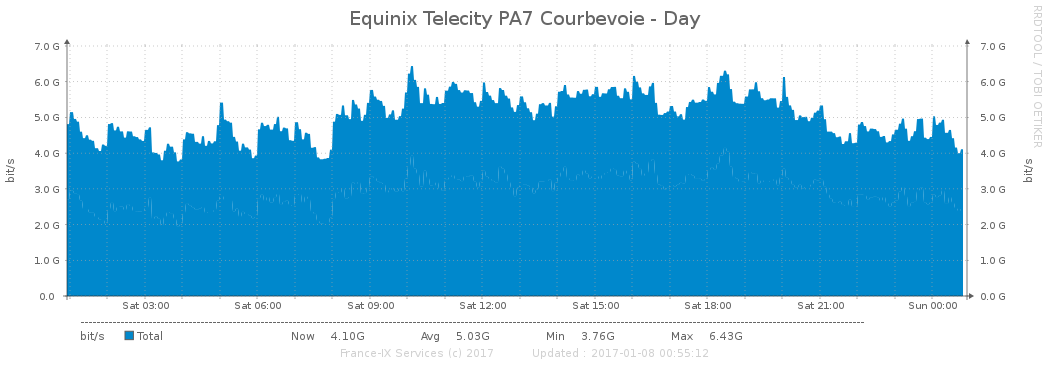 Equinix Telecity PA7 Courbevoie - Day
RRDTOOL / TOBI OETIKER
7.0 G 7.0 G
6.0 G 6.0 G
5.0 G 5.0 G
4.0 G 4.0 G
3.0 G 3.0 G
2.0 G 2.0 G
1.0 G 1.0 G
0.0 0.0 G
bit/s
bit/s
Sat 03:00 Sat 06:00 Sat 09:00 Sat 12:00 Sat 15:00 Sat 18:00 Sat 21:00 Sun 00:00
bit/s Total Now 4.10G Avg 5.03G Min 3.76G Max 6.43G
France-IX Services (c) 2017 Updated : 2017-01-08 00:55:12